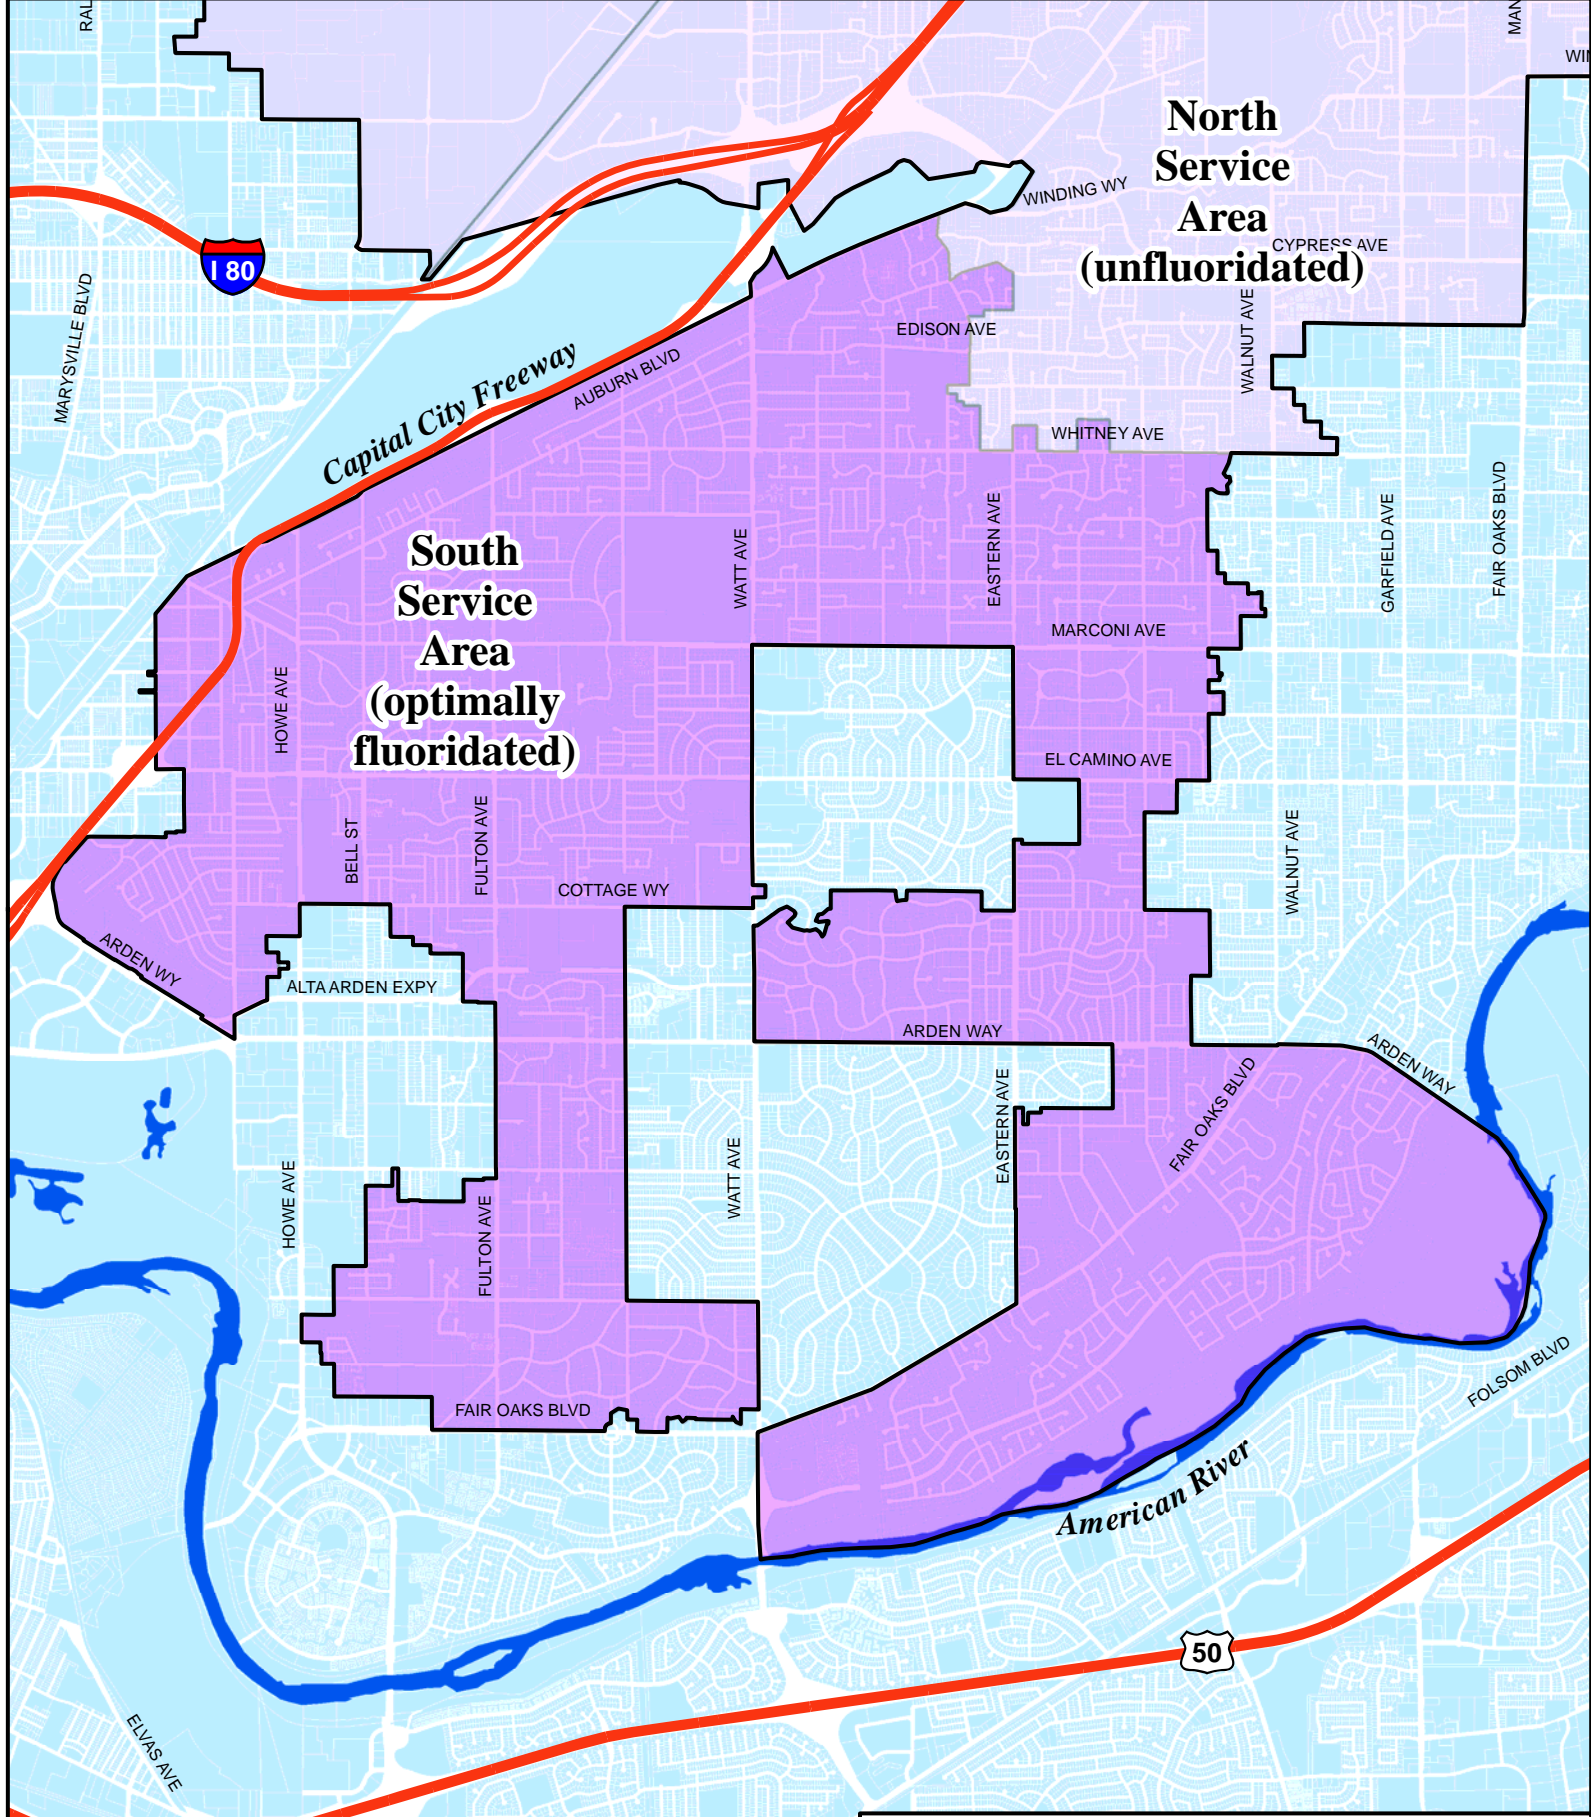 RAL
MAN
WIN
North
Service
Area
(unfluoridated)
WINDING WY
CYPRESS AVE
I 80
MARYSVILLE BLVD
EDISON AVE
WALNUT AVE
Capital City Freeway
AUBURN BLVD
WHITNEY AVE
South
Service
Area
(optimally
fluoridated)
WATT AVE
EASTERN AVE
GARFIELD AVE
FAIR OAKS BLVD
MARCONI AVE
HOWE AVE
EL CAMINO AVE
BELL ST
FULTON AVE
WALNUT AVE
COTTAGE WY
ARDEN WY
ALTA ARDEN EXPY
ARDEN WAY
ARDEN WAY
FAIR OAKS BLVD
EASTERN AVE
HOWE AVE
WATT AVE
FULTON AVE
FOLSOM BLVD
FAIR OAKS BLVD
American River
50
ELVAS AVE